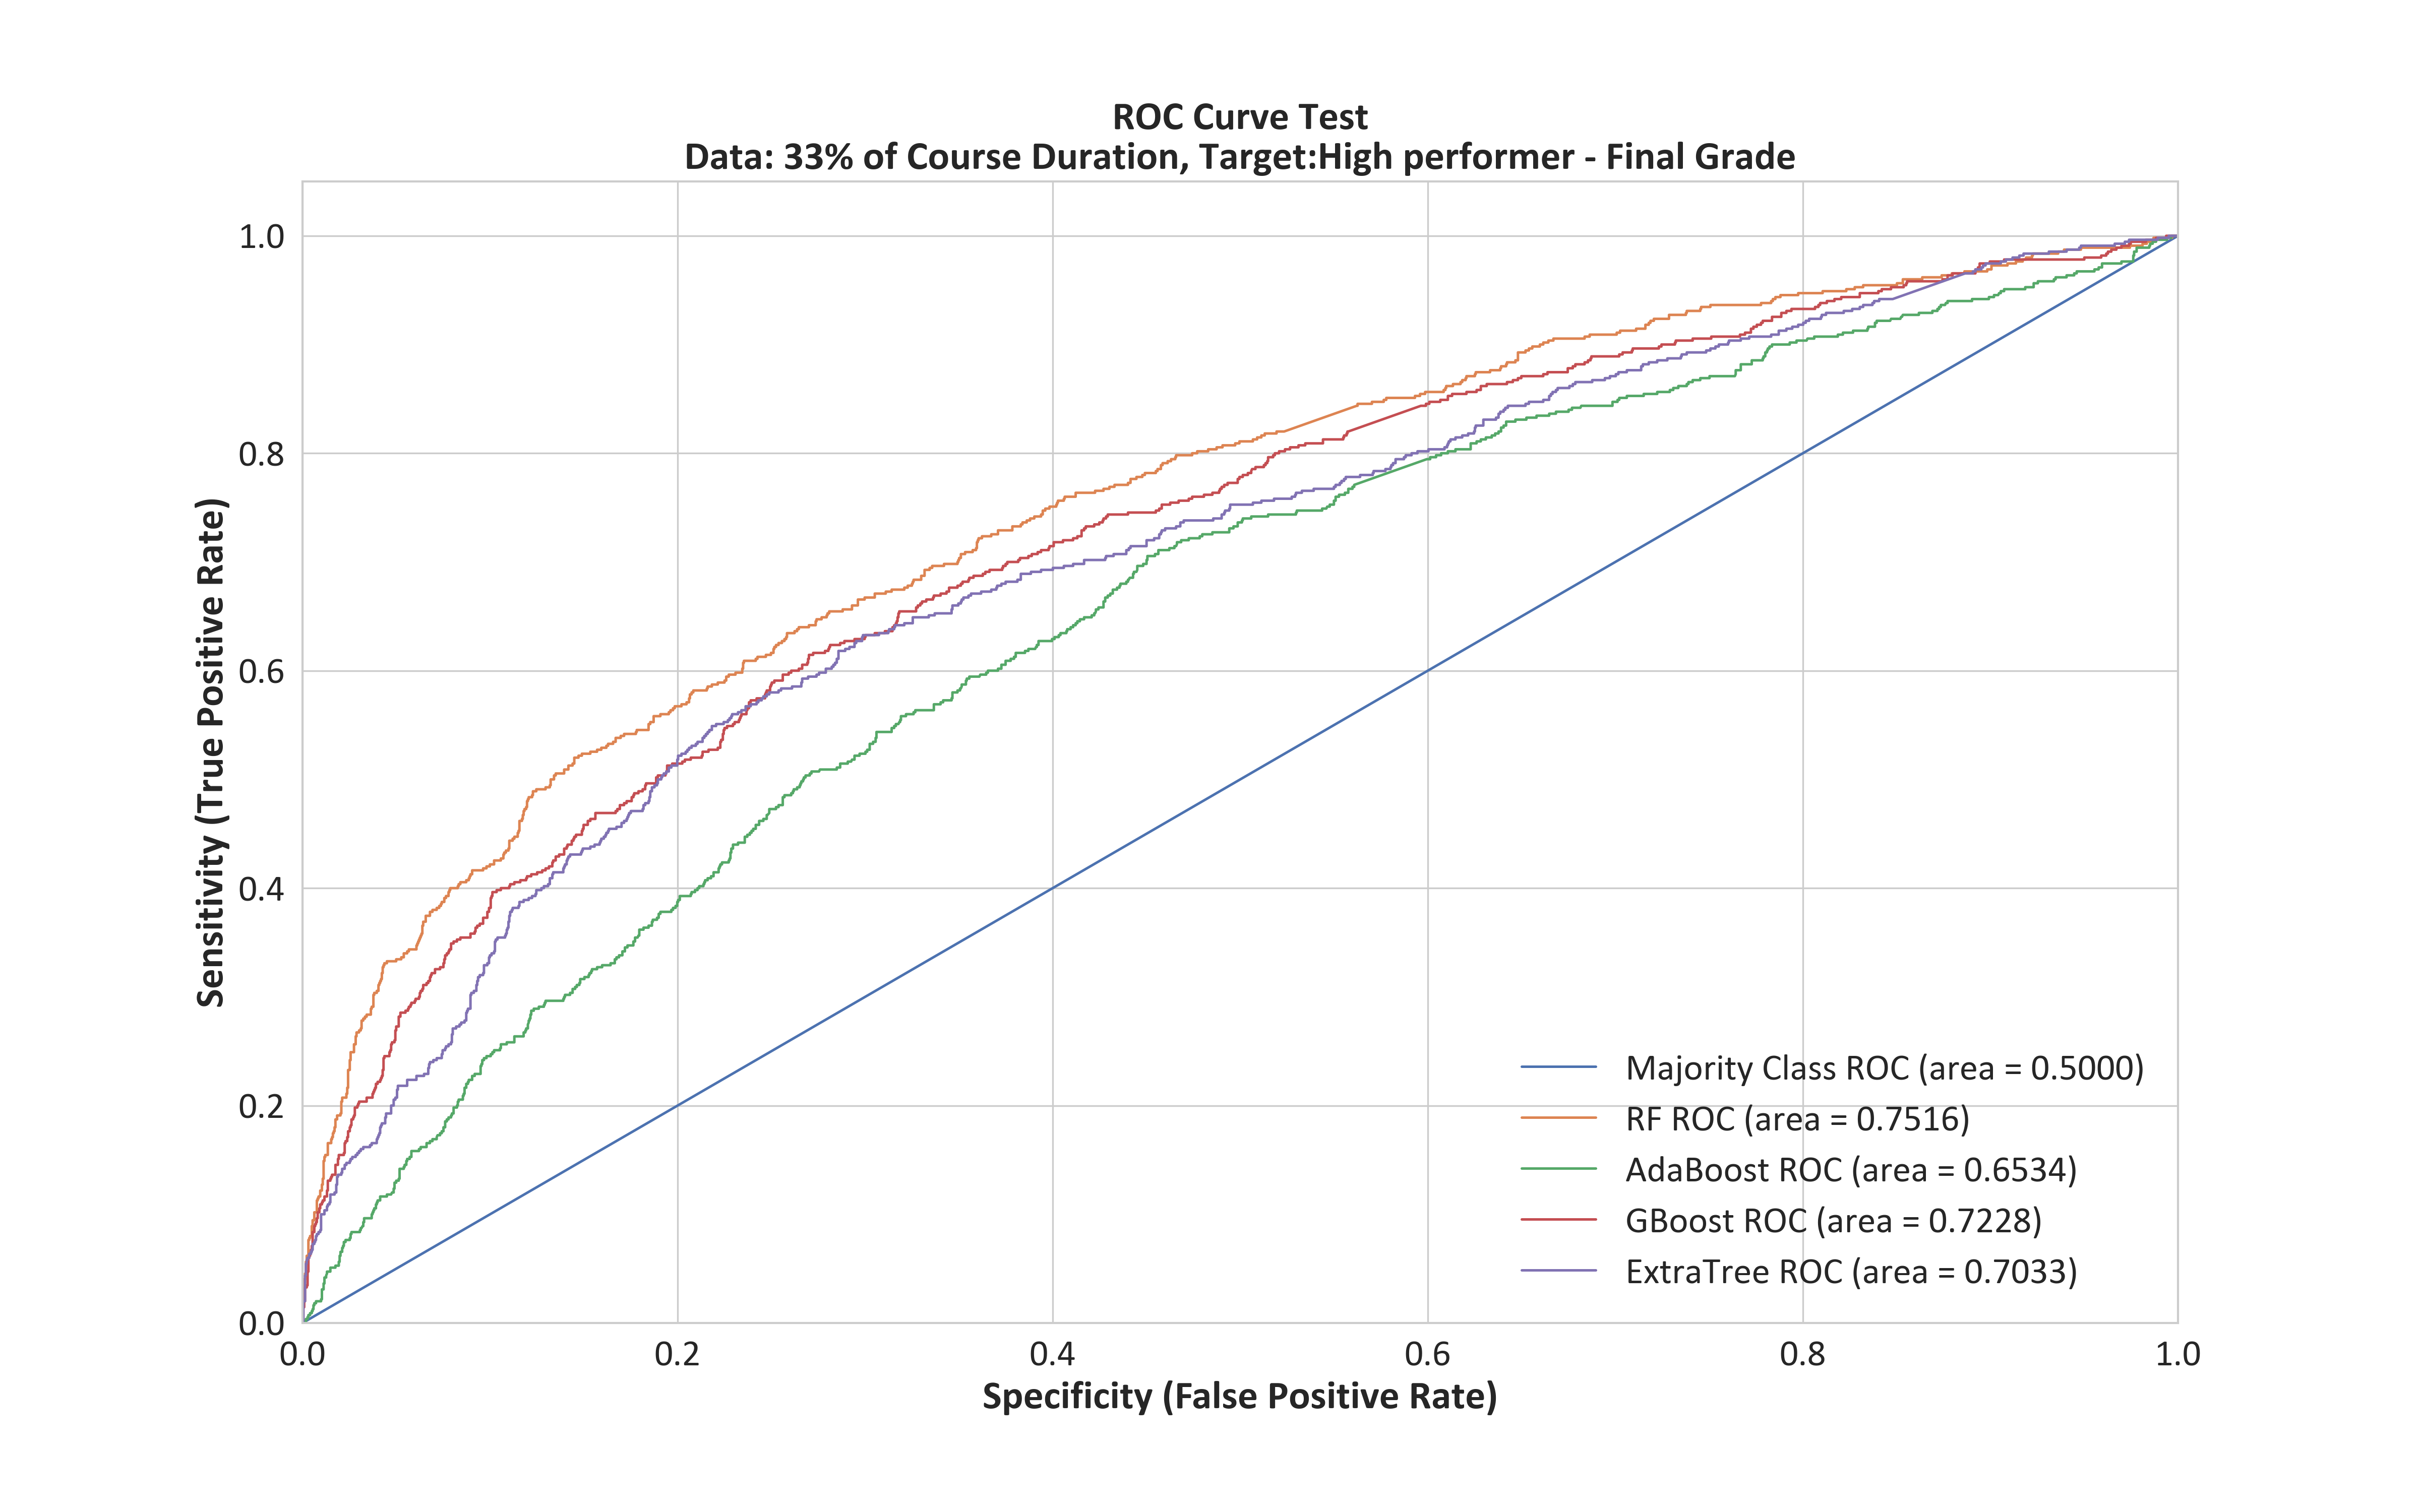 ROC Curve Test
Data: 33% of Course Duration, Target:High performer - Final Grade
Sensitivity (True Positive Rate)
1.0
0.8
0.6
0.4
0.2
0.0
Majority Class ROC (area = 0.5000)
RF ROC (area = 0.7516)
AdaBoost ROC (area = 0.6534)
GBoost ROC (area = 0.7228)
ExtraTree ROC (area = 0.7033)
0.0 0.2 0.4 0.6 0.8 1.0
Specificity (False Positive Rate)